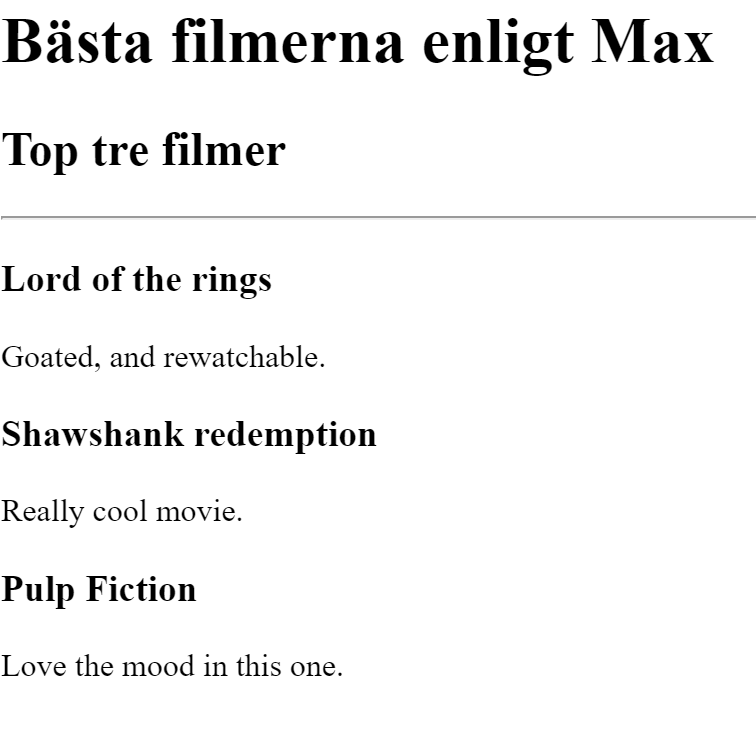 Bästa filmerna enligt Max
Top tre filmer
Lord of the rings
Goated, and rewatchable.
Shawshank redemption
Really cool movie.
Pulp Fiction
Love the mood in this one.